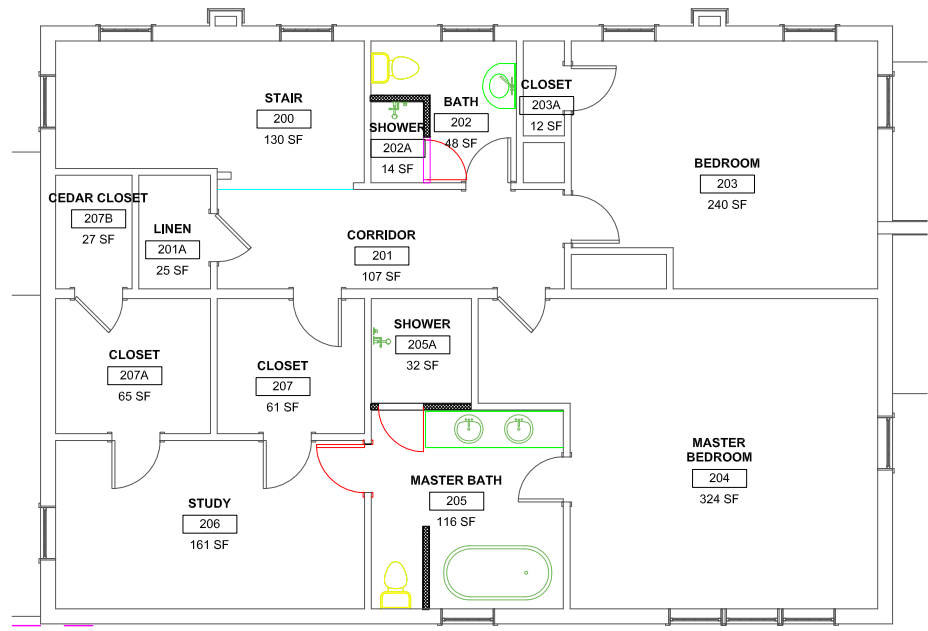 STAIR
200
130 SF
BATH
202
48 SF
SHOWER
202A
14 SF
CLOSET
203A
12 SF
BEDROOM
203
240 SF
CEDAR CLOSET
207B
27 SF
LINEN
201A
25 SF
CORRIDOR
201
107 SF
CLOSET
207A
65 SF
CLOSET
207
61 SF
SHOWER
205A
32 SF
MASTER
BEDROOM
204
324 SF
MASTER BATH
205
116 SF
STUDY
206
161 SF